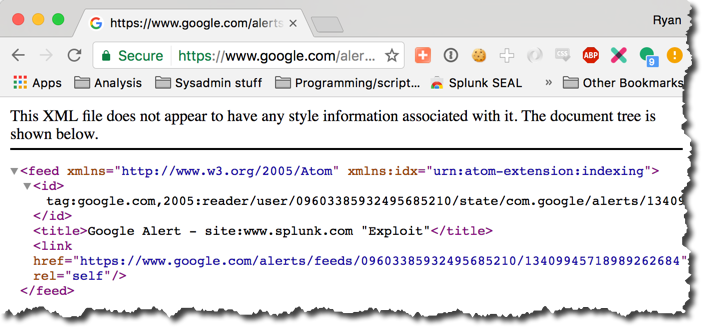 https://www.google.com/alerts
Ryan
Secure https://www.google.com/aler...
ABP
9
Apps Analysis Sysadmin stuff Programming/script... Splunk SEAL » Other Bookmarks
This XML file does not appear to have any style information associated with it. The document tree is
shown below.
<feed xmlns="http://www.w3.org/2005/Atom" xmlns:idx="urn:atom-extension:indexing">
<id>
tag:google.com,2005:reader/user/09603385932495685210/state/com.google/alerts/13409
</id>
<title>Google Alert - site:www.splunk.com "Exploit"</title>
<link
href="https://www.google.com/alerts/feeds/09603385932495685210/13409945718989262684"
rel="self"/>
</feed>